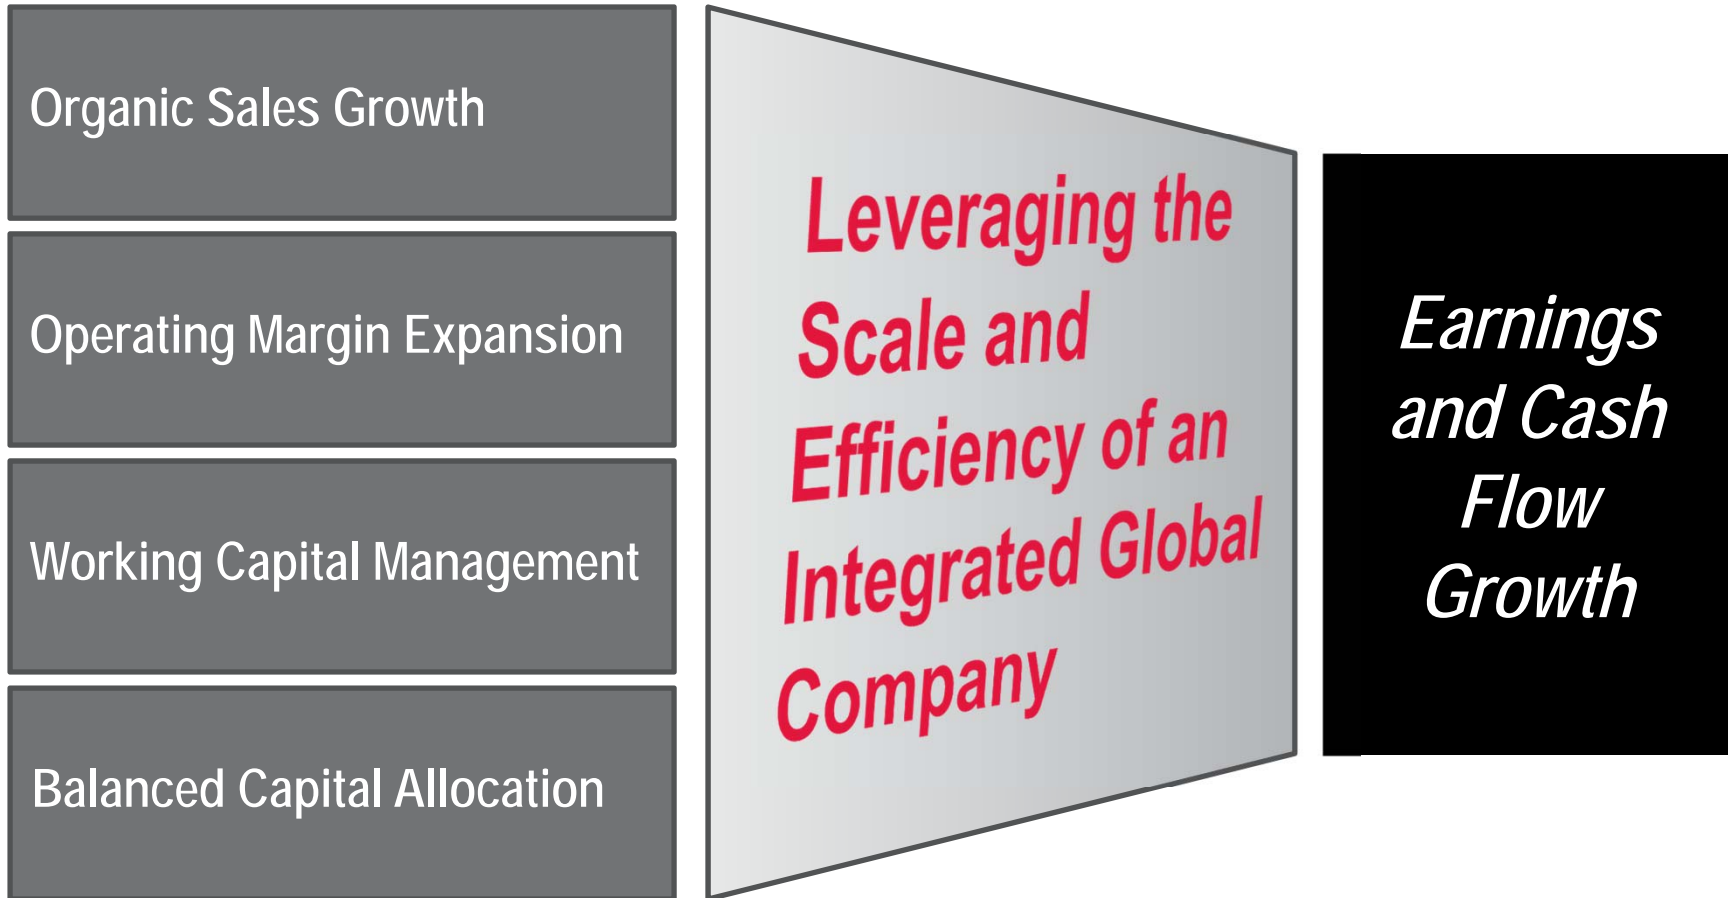 Organic Sales Growth
Operating Margin Expansion
Working Capital Management
Balanced Capital Allocation
Leveraging the
Scale and
Efficiency of an
Integrated Global
Company
Earnings
and Cash
Flow
Growth